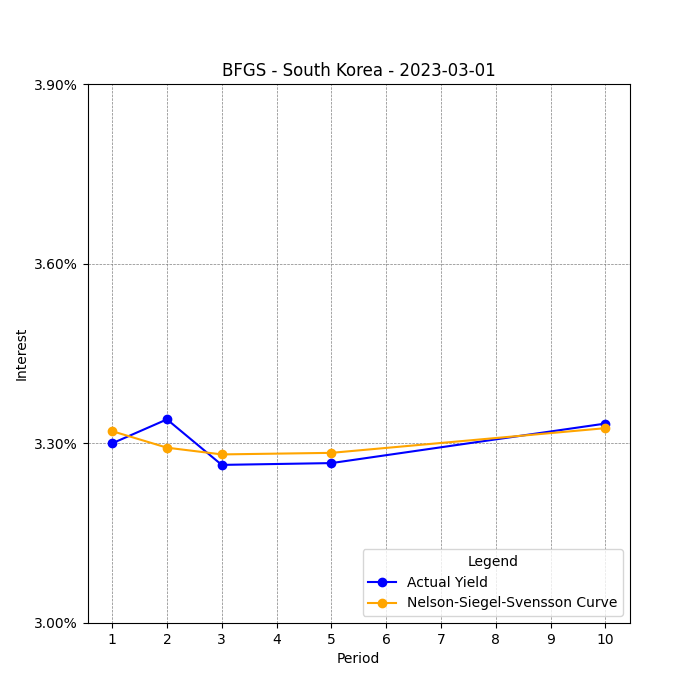 BFGS - South Korea - 2023-03-01
3.90%
3.60%
3.30%
3.00%
Interest
1 2 3 4 5 6 7 8 9 10
Period
Legend
Actual Yield
Nelson-Siegel-Svensson Curve